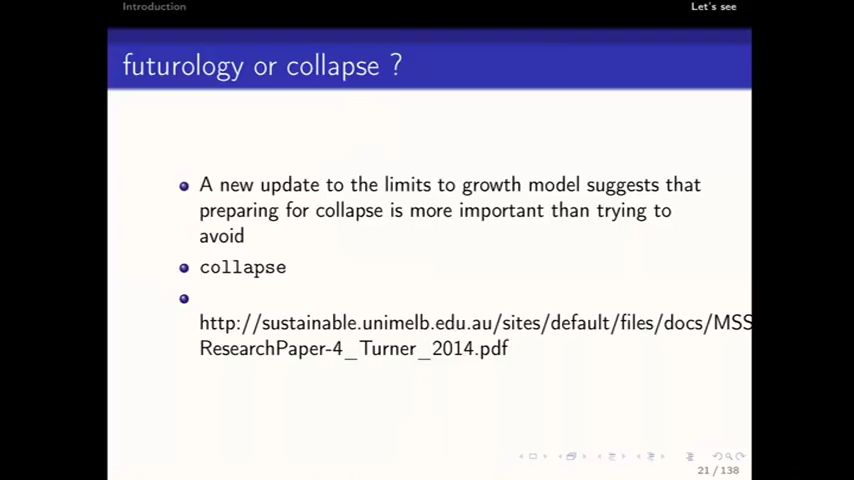 Introduction
Let's see
futurology or collapse ?
A new update to the limits to growth model suggests that
preparing for collapse is more important than trying to
avoid
collapse
http://sustainable.unimelb.edu.au/sites/default/files/docs/MSS
ResearchPaper-4_Turner_2014.pdf
21 / 138